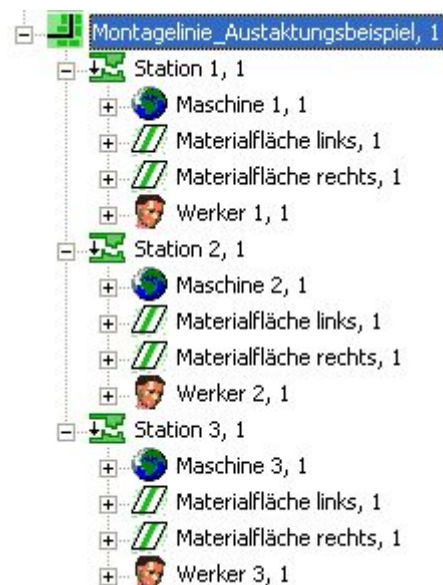 Montagelinie_Austaktungsbeispiel, 1
Station 1, 1
Maschine 1, 1
Materialfläche links, 1
Materialfläche rechts, 1
Werker 1, 1
Station 2, 1
Maschine 2, 1
Materialfläche links, 1
Materialfläche rechts, 1
Werker 2, 1
Station 3, 1
Maschine 3, 1
Materialfläche links, 1
Materialfläche rechts, 1
Werker 3, 1